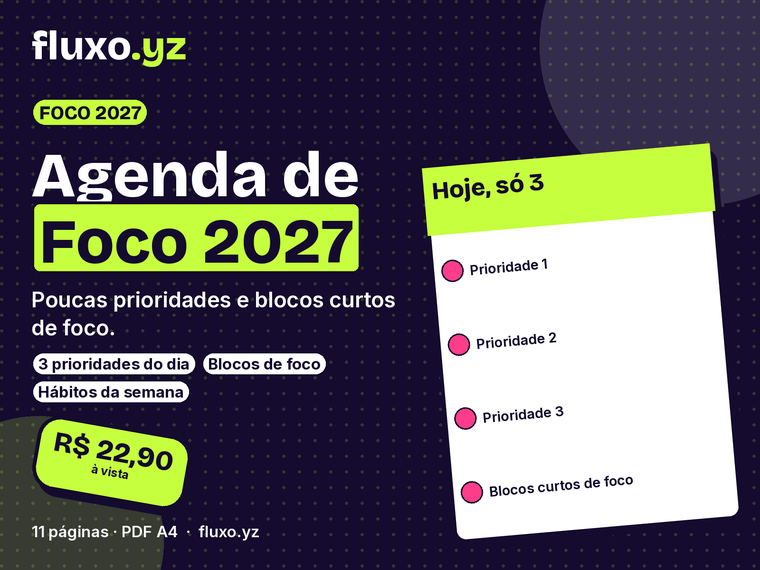 fluxo.yz
FOCO 2027
Agenda de
Foco 2027
Poucas prioridades e blocos curtos
de foco.
3 prioridades do dia Blocos de foco
Hábitos da semana
R$ 22,90
à vista
11 páginas · PDF A4 · fluxo.yz
Hoje, só 3
Prioridade 1
Prioridade 2
Prioridade 3
Blocos curtos de foco